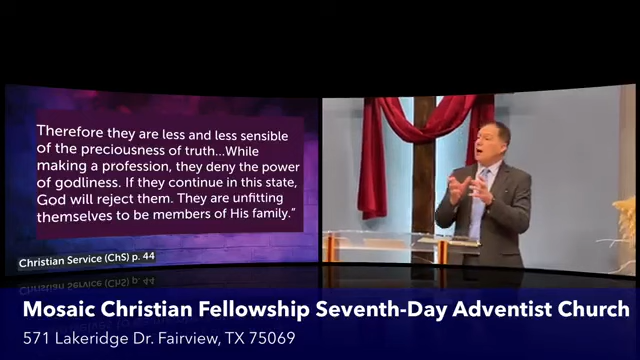 Therefore they are less and less sensible
of the preciousness of truth...While
making a profession, they deny the power
of godliness. If they continue in this state,
God will reject them. They are unfitting
themselves to be members of His family."
Christian Service (ChS) p. 44
Mosaic Christian Fellowship Seventh-Day Adventist Church
571 Lakeridge Dr. Fairview, TX 75069